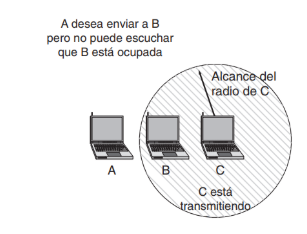 A desea enviar a B
pero no puede escuchar
que B está ocupada
Alcance del
radio de C
A
B
C
C está
transmitiendo